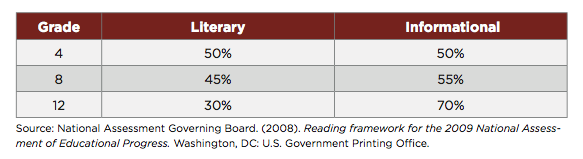 Grade Literary Informational
4 50% 50%
8 45% 55%
12 30% 70%
Source: National Assessment Governing Board. (2008). Reading framework for the 2009 National Assess-
ment of Educational Progress. Washington, DC: U.S. Government Printing Office.